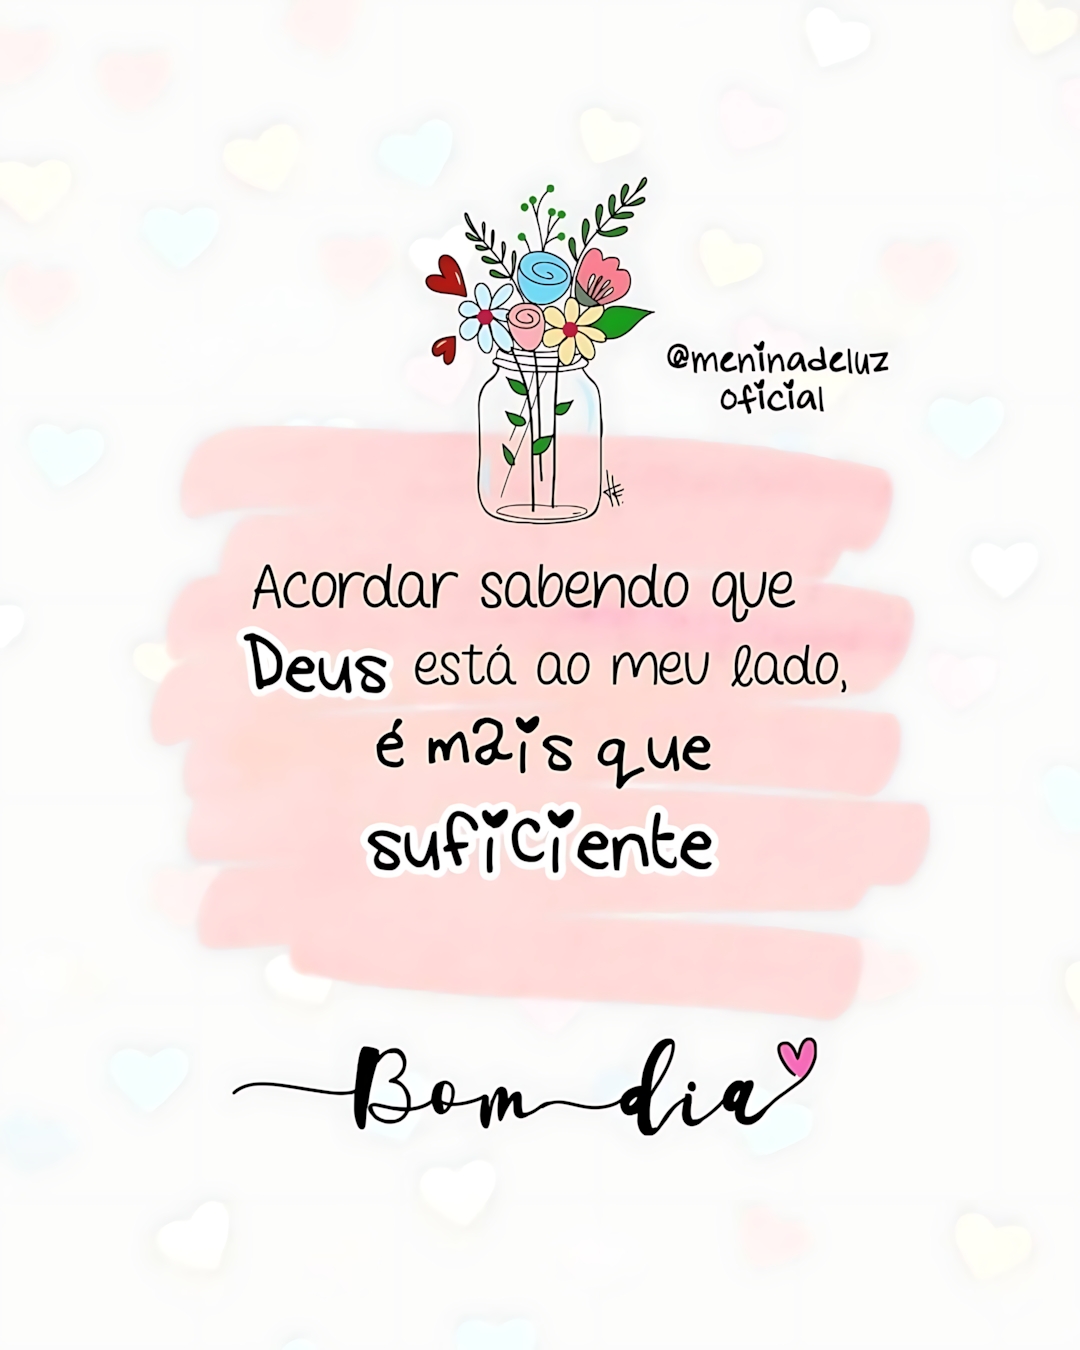 @meninadeluz
oficial
Acordar sabendo que
Deus está ao meu lado,
é mais que
suficiente
Bom dia